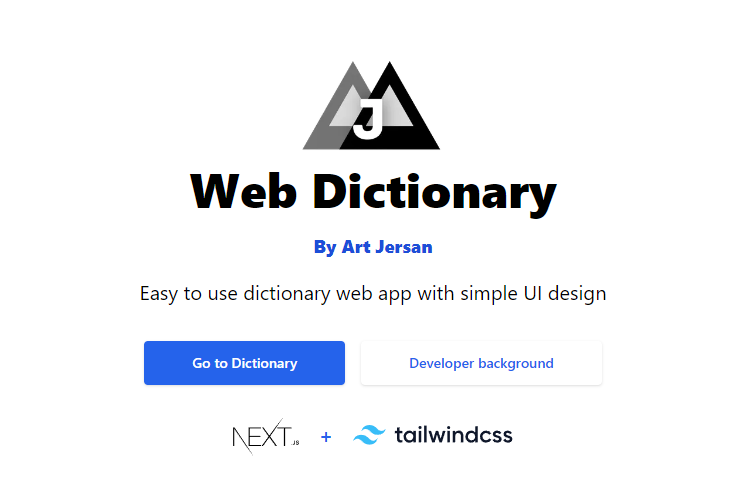 J
Web Dictionary
By Art Jersan
Easy to use dictionary web app with simple UI design
Go to Dictionary Developer background
NEXT.JS + tailwindcss